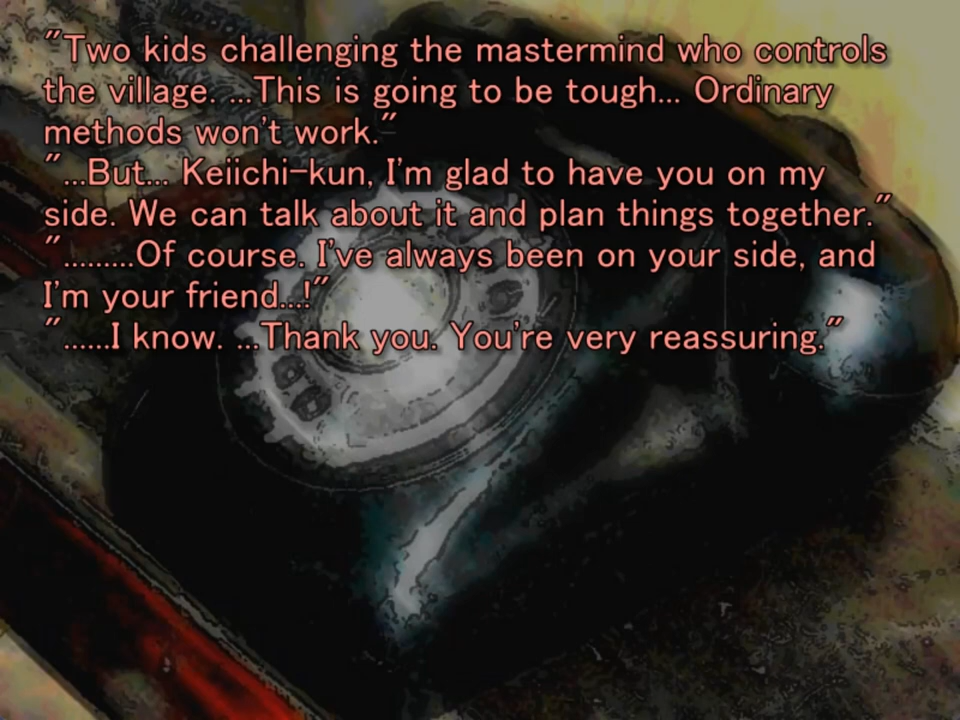 "Two kids challenging the mastermind who controls
the village. ...This is going to be tough... Ordinary
methods won't work."
"...But... Keiichi-kun, I'm glad to have you on my
side. We can talk about it and plan things together."
".........Of course. I've always been on your side, and
I'm your friend...!"
"......I know. ...Thank you. You're very reassuring."